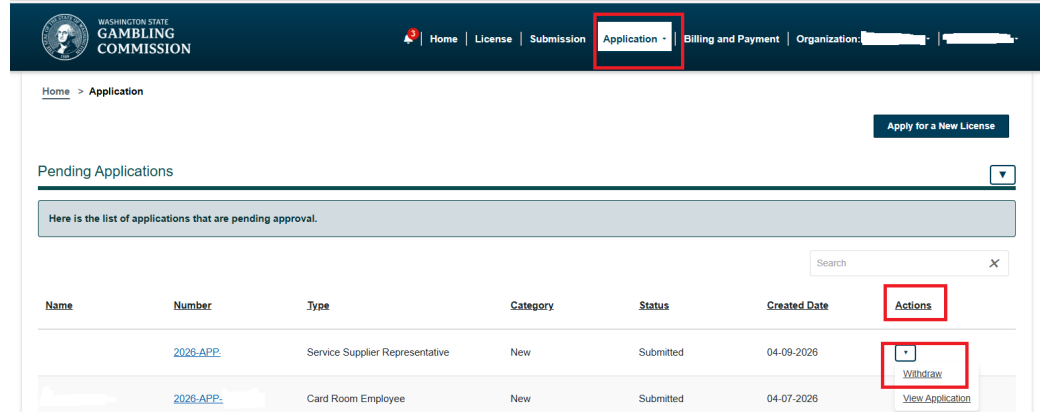 WASHINGTON STATE
GAMBLING
COMMISSION
3 Home | License | Submission Application | Billing and Payment | Organization:
Home > Application
Apply for a New License
Pending Applications
Here is the list of applications that are pending approval.
Search
Name Number Type Category Status Created Date Actions
2026-APP- Service Supplier Representative New Submitted 04-09-2026
Withdraw
2026-APP- Card Room Employee New Submitted 04-07-2026 View Application